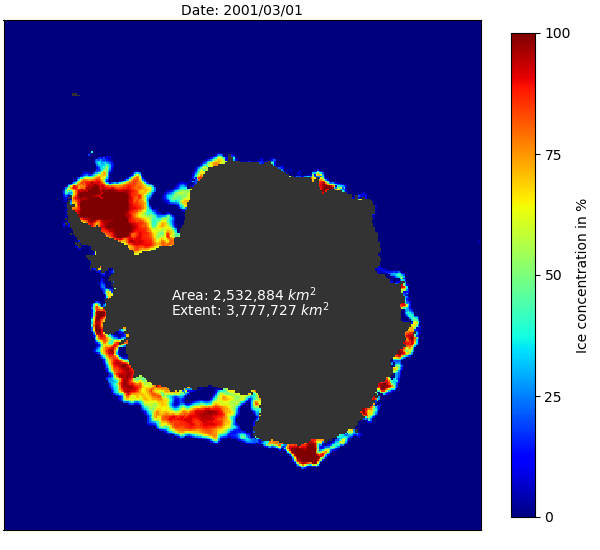 Date: 2001/03/01
100
75
50
25
0
Ice concentration in %
Area: 2,532,884 km²
Extent: 3,777,727 km²